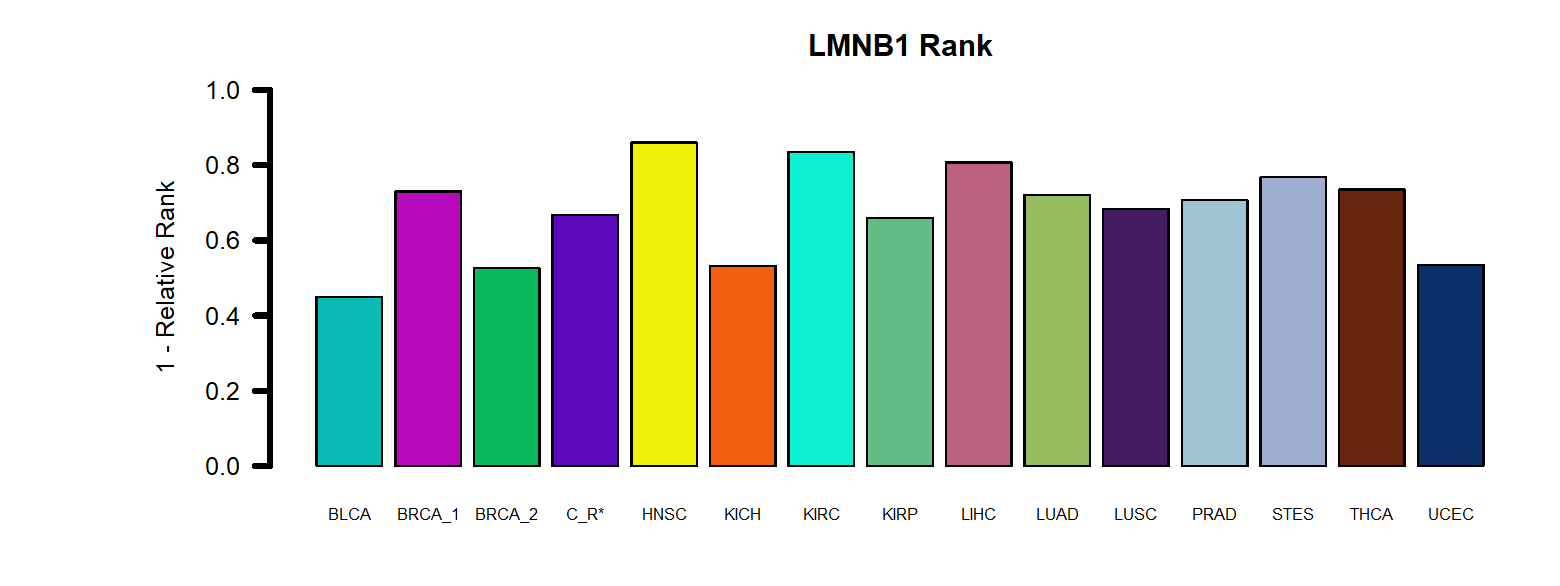 LMNB1 Rank
1 - Relative Rank
1.0
0.8
0.6
0.4
0.2
0.0
BLCA BRCA_1 BRCA_2 C_R* HNSC KICH KIRC KIRP LIHC LUAD LUSC PRAD STES THCA UCEC